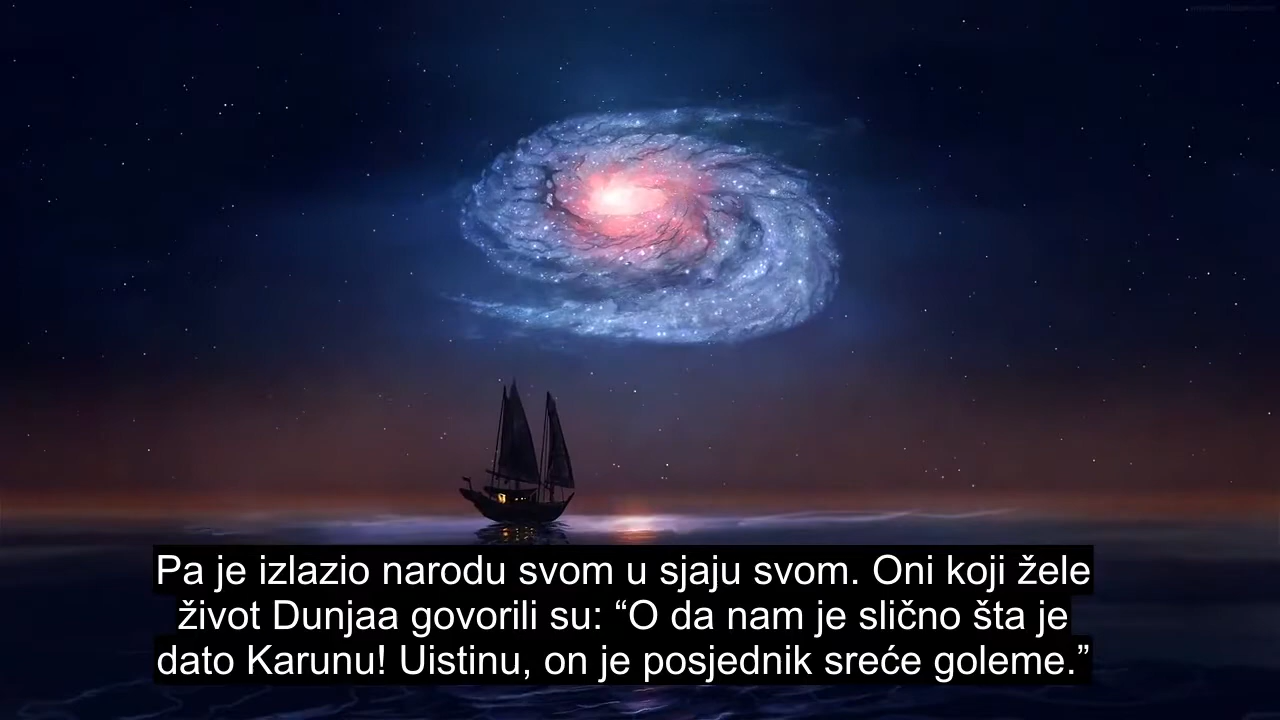 Pa je izlazio narodu svom u sjaju svom. Oni koji žele
život Dunjaa govorili su: “O da nam je slično šta je
dato Karunu! Uistinu, on je posjednik sreće goleme.”